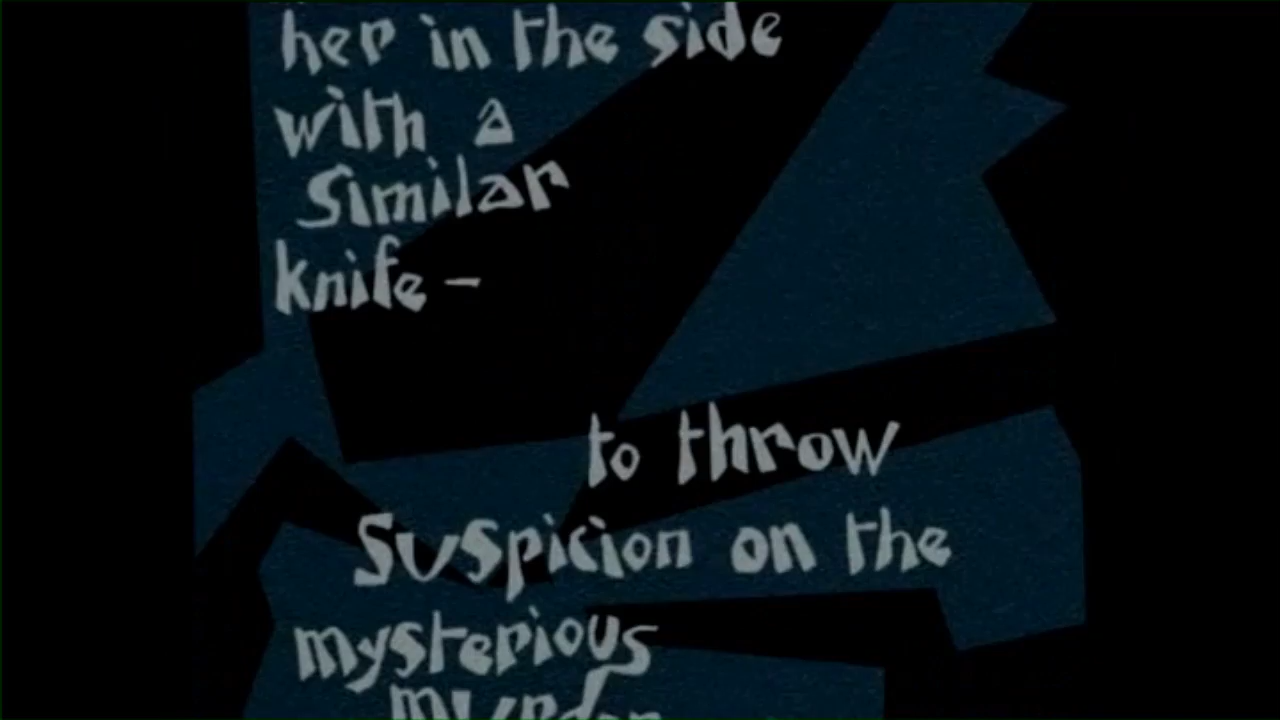 her in the side
with a
similar
knife –
to throw
suspicion on the
mysterious